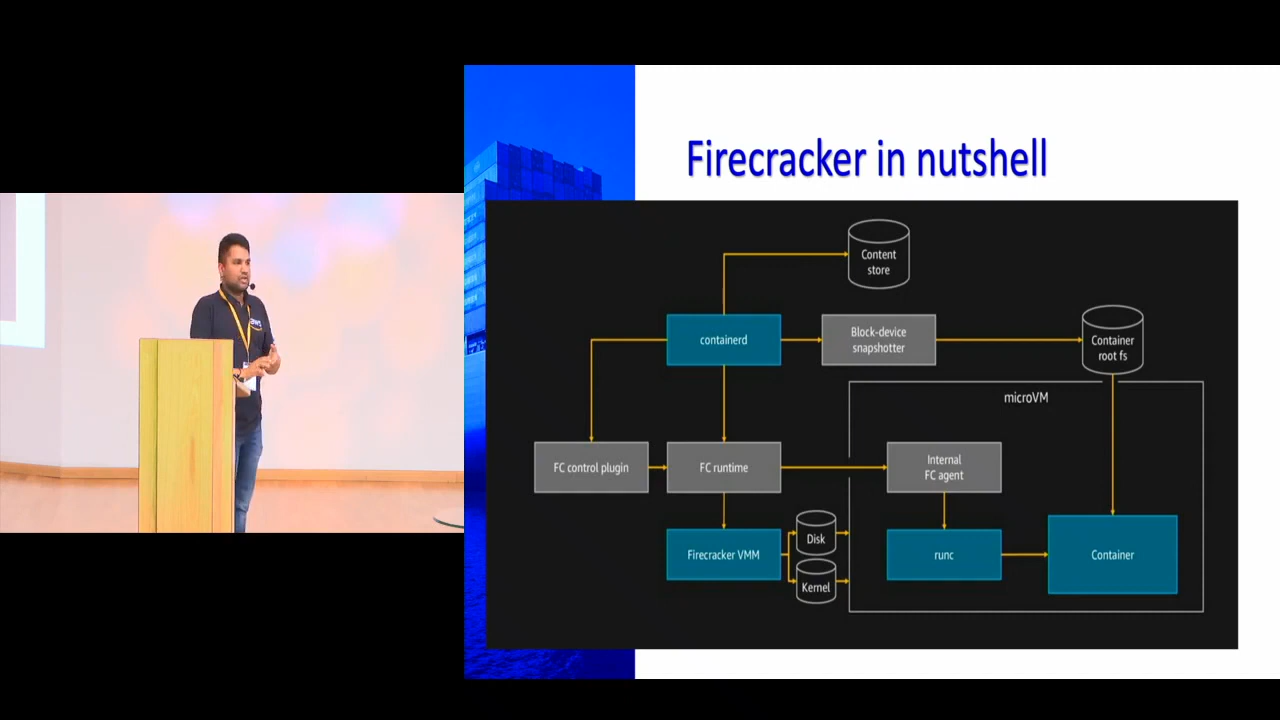 Firecracker in nutshell
Content
store
containerd
Block-device
snapshotter
Container
root fs
microVM
FC control plugin
FC runtime
Internal
FC agent
Firecracker VMM
Disk
Kernel
runc
Container
aws